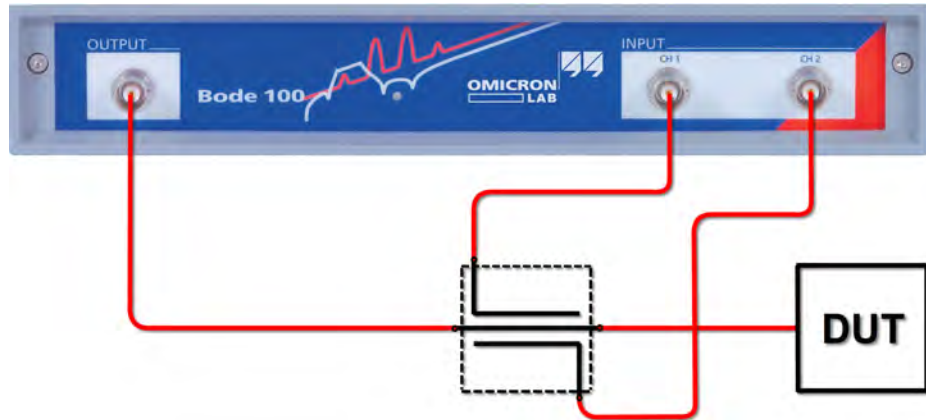 OUTPUT
INPUT
CH 1
CH 2
Bode 100
OMICRON
LAB
DUT